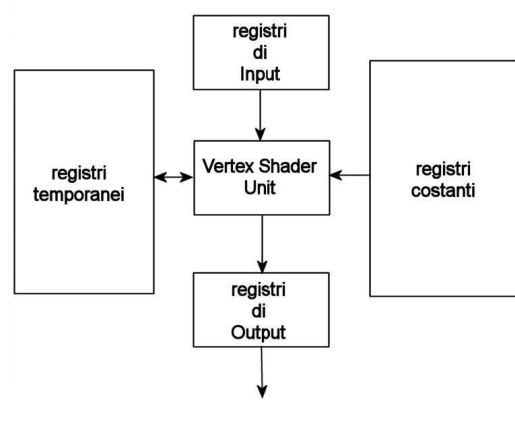 registri
di
Input
registri
temporanei
Vertex Shader
Unit
registri
costanti
registri
di
Output